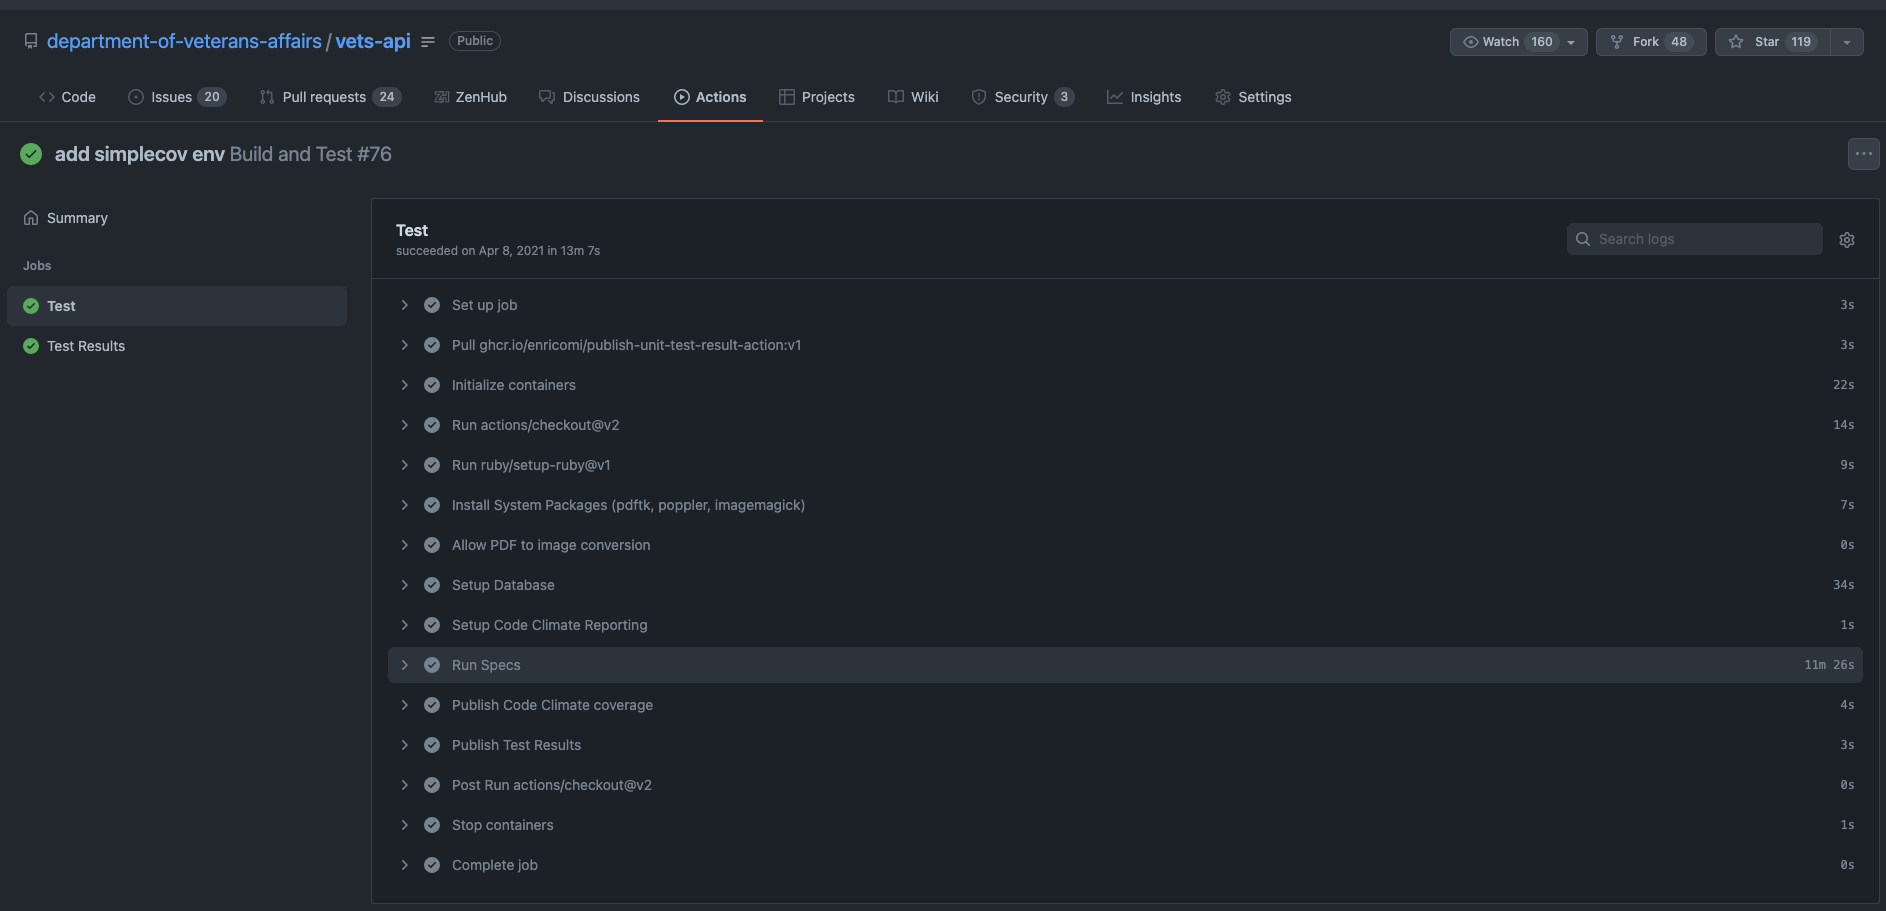 department-of-veterans-affairs / vets-api Public Watch 160 Fork 48 Star 119
Code Issues 20 Pull requests 24 ZenHub Discussions Actions Projects Wiki Security 3 Insights Settings
add simplecov env Build and Test #76
Summary
Jobs
Test
Test Results
Test
succeeded on Apr 8, 2021 in 13m 7s
Search logs
Set up job 3s
Pull ghcr.io/enricomi/publish-unit-test-result-action:v1 3s
Initialize containers 22s
Run actions/checkout@v2 14s
Run ruby/setup-ruby@v1 9s
Install System Packages (pdftk, poppler, imagemagick) 7s
Allow PDF to image conversion 0s
Setup Database 34s
Setup Code Climate Reporting 1s
Run Specs 11m 26s
Publish Code Climate coverage 4s
Publish Test Results 3s
Post Run actions/checkout@v2 0s
Stop containers 1s
Complete job 0s